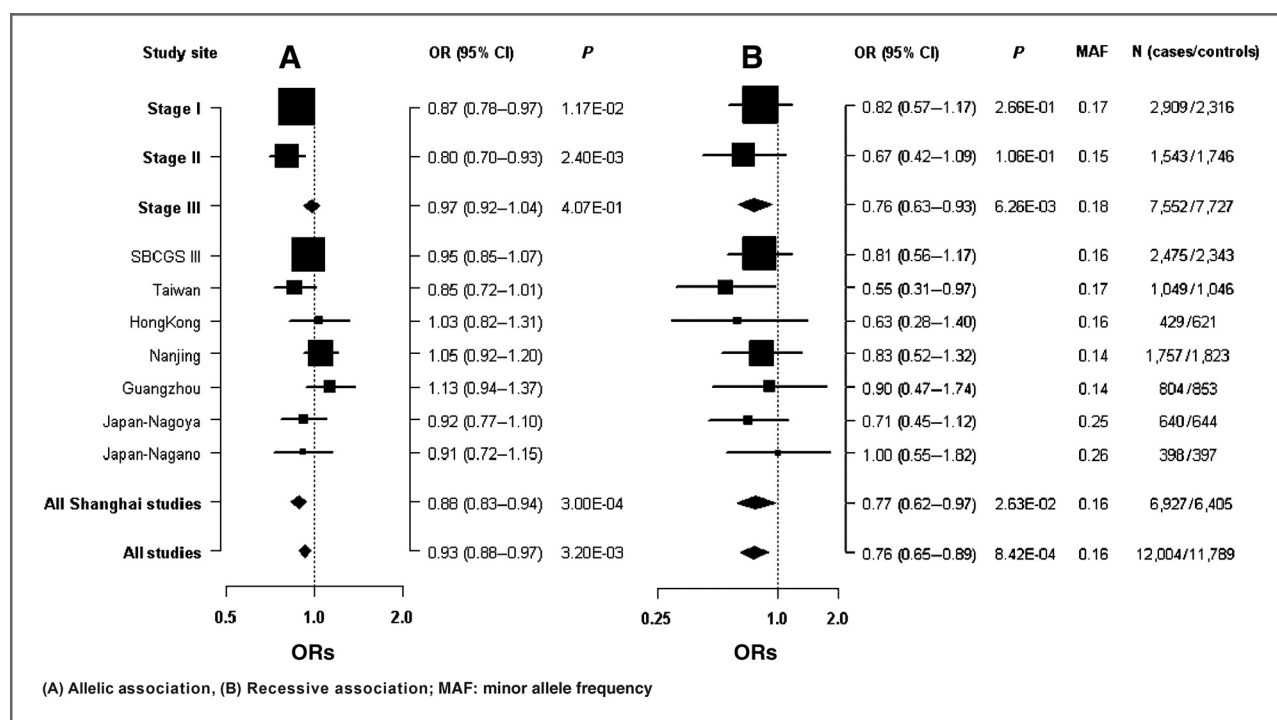 Study site A OR (95% CI) P B OR (95% CI) P MAF N (cases/controls)
Stage I 0.87 (0.78–0.97) 1.17E-02 0.82 (0.57–1.17) 2.66E-01 0.17 2,909/2,316
Stage II 0.80 (0.70–0.93) 2.40E-03 0.67 (0.42–1.09) 1.06E-01 0.15 1,543/1,746
Stage III 0.97 (0.92–1.04) 4.07E-01 0.76 (0.63–0.93) 6.26E-03 0.18 7,552/7,727
SBCGS III 0.95 (0.85–1.07) 0.81 (0.56–1.17) 0.16 2,475/2,343
Taiwan 0.85 (0.72–1.01) 0.55 (0.31–0.97) 0.17 1,049/1,046
HongKong 1.03 (0.82–1.31) 0.63 (0.28–1.40) 0.16 429/621
Nanjing 1.05 (0.92–1.20) 0.83 (0.52–1.32) 0.14 1,757/1,823
Guangzhou 1.13 (0.94–1.37) 0.90 (0.47–1.74) 0.14 804/853
Japan-Nagoya 0.92 (0.77–1.10) 0.71 (0.45–1.12) 0.25 640/644
Japan-Nagano 0.91 (0.72–1.15) 1.00 (0.55–1.82) 0.26 398/397
All Shanghai studies 0.88 (0.83–0.94) 3.00E-04 0.77 (0.62–0.97) 2.63E-02 0.16 6,927/6,405
All studies 0.93 (0.88–0.97) 3.20E-03 0.76 (0.65–0.89) 8.42E-04 0.16 12,004/11,789
0.5 1.0 2.0 0.25 1.0 2.0
ORs ORs
(A) Allelic association, (B) Recessive association; MAF: minor allele frequency